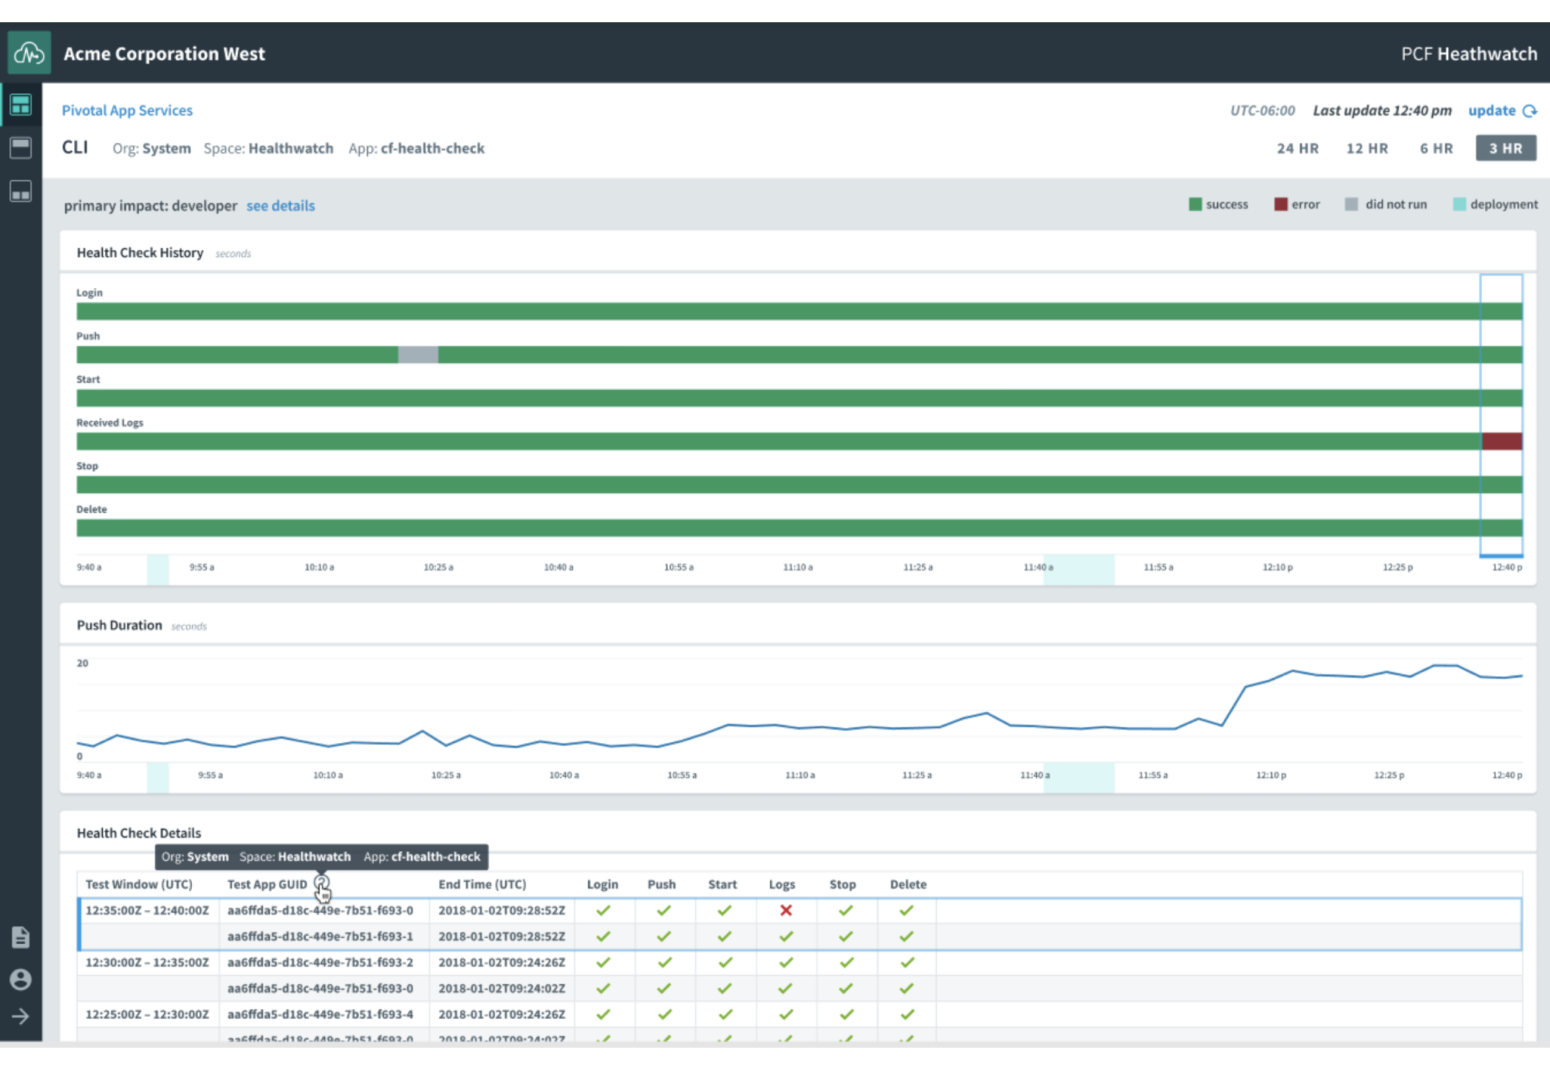 Acme Corporation West PCF Heathwatch
Pivotal App Services UTC-06:00 Last update 12:40 pm update
CLI Org: System Space: Healthwatch App: cf-health-check 24 HR 12 HR 6 HR 3 HR
primary impact: developer see details success error did not run deployment
Health Check History seconds
Login
Push
Start
Received Logs
Stop
Delete
9:40 a 9:55 a 10:10 a 10:25 a 10:40 a 10:55 a 11:10 a 11:25 a 11:40 a 11:55 a 12:10 p 12:25 p 12:40 p
Push Duration seconds
20
0
9:40 a 9:55 a 10:10 a 10:25 a 10:40 a 10:55 a 11:10 a 11:25 a 11:40 a 11:55 a 12:10 p 12:25 p 12:40 p
Health Check Details
Org: System Space: Healthwatch App: cf-health-check
Test Window (UTC) Test App GUID ? End Time (UTC) Login Push Start Logs Stop Delete
12:35:00Z – 12:40:00Z aa6ffda5-d18c-449e-7b51-f693-0 2018-01-02T09:28:52Z
aa6ffda5-d18c-449e-7b51-f693-1 2018-01-02T09:28:52Z
12:30:00Z – 12:35:00Z aa6ffda5-d18c-449e-7b51-f693-2 2018-01-02T09:24:26Z
aa6ffda5-d18c-449e-7b51-f693-0 2018-01-02T09:24:02Z
12:25:00Z – 12:30:00Z aa6ffda5-d18c-449e-7b51-f693-4 2018-01-02T09:24:26Z
aa6ffda5-d18c-449e-7b51-f693-0 2018-01-02T09:24:02Z